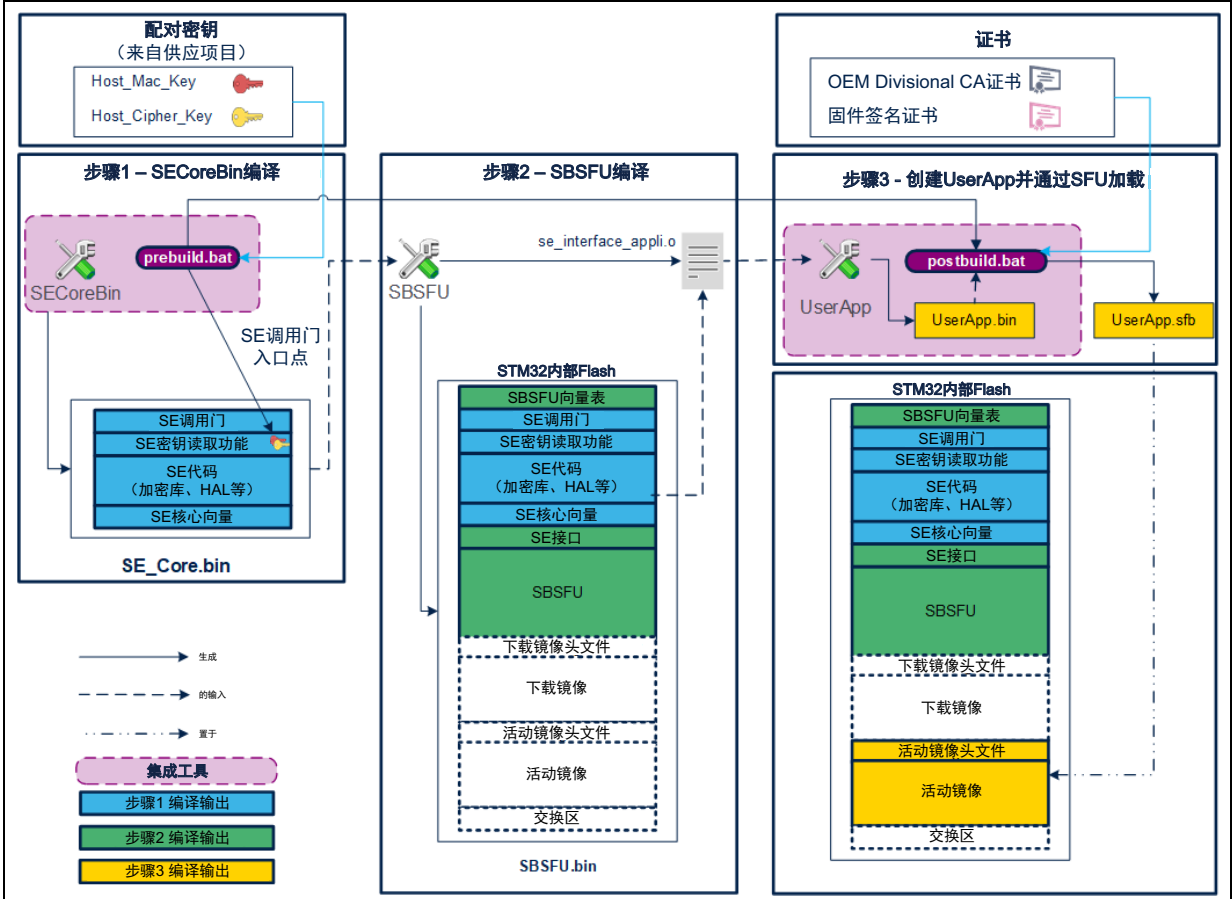 配对密钥
（来自供应项目）
Host_Mac_Key
Host_Cipher_Key
证书
OEM Divisional CA证书
固件签名证书
步骤1 – SECoreBin编译
prebuild.bat
SECoreBin
SE调用门
入口点
SE调用门
SE密钥读取功能
SE代码
（加密库、HAL等）
SE核心向量
SE_Core.bin
步骤2 – SBSFU编译
se_interface_appli.o
SBSFU
STM32内部Flash
SBSFU向量表
SE调用门
SE密钥读取功能
SE代码
（加密库、HAL等）
SE核心向量
SE接口
SBSFU
下载镜像头文件
下载镜像
活动镜像头文件
活动镜像
交换区
SBSFU.bin
步骤3 - 创建UserApp并通过SFU加载
postbuild.bat
UserApp
UserApp.bin
UserApp.sfb
STM32内部Flash
SBSFU向量表
SE调用门
SE密钥读取功能
SE代码
（加密库、HAL等）
SE核心向量
SE接口
SBSFU
下载镜像头文件
下载镜像
活动镜像头文件
活动镜像
交换区
生成
的输入
置于
集成工具
步骤1 编译输出
步骤2 编译输出
步骤3 编译输出